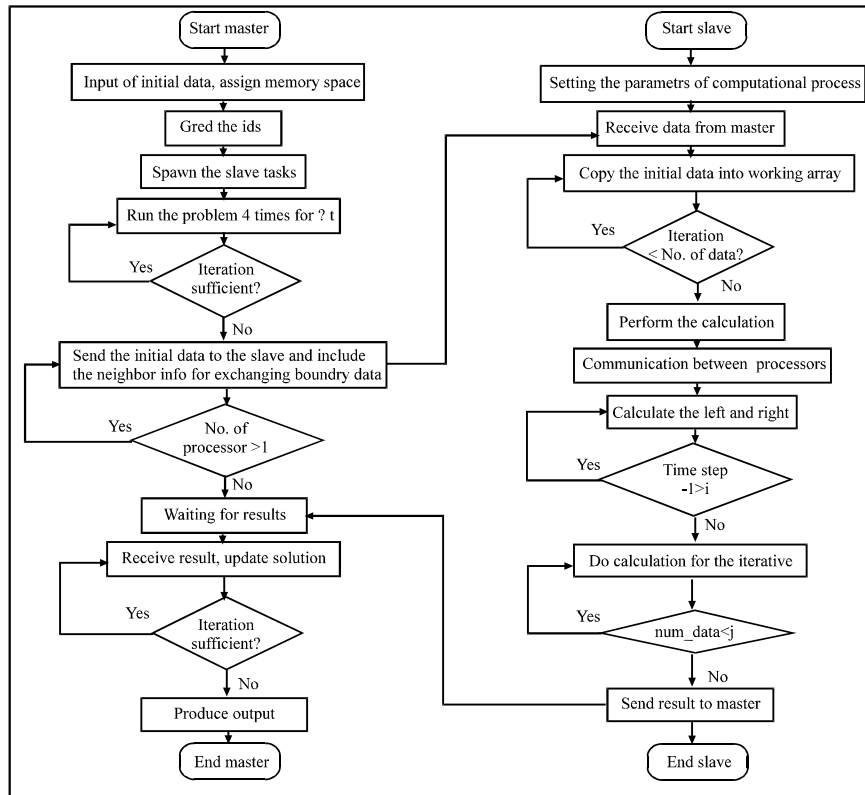 Start master
Input of initial data, assign memory space
Gred the ids
Spawn the slave tasks
Run the problem 4 times for ? t
Yes
Iteration
sufficient?
No
Send the initial data to the slave and include
the neighbor info for exchanging boundry data
Yes
No. of
processor >1
No
Waiting for results
Receive result, update solution
Yes
Iteration
sufficient?
No
Produce output
End master
Start slave
Setting the parametrs of computational process
Receive data from master
Copy the initial data into working array
Yes
Iteration
< No. of data?
No
Perform the calculation
Communication between processors
Calculate the left and right
Yes
Time step
-1>i
No
Do calculation for the iterative
Yes
num_data<j
No
Send result to master
End slave